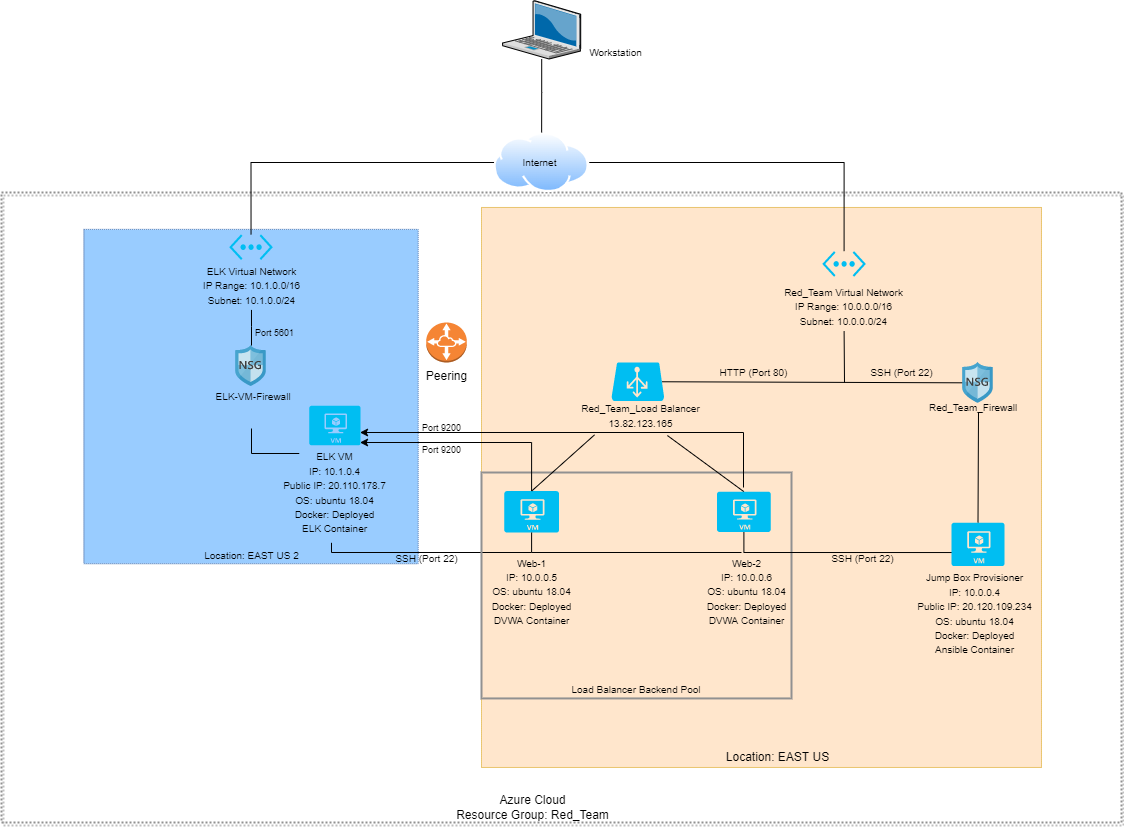 Workstation
Internet
ELK Virtual Network
IP Range: 10.1.0.0/16
Subnet: 10.1.0.0/24
Port 5601
NSG
ELK-VM-Firewall
VM
ELK VM
IP: 10.1.0.4
Public IP: 20.110.178.7
OS: ubuntu 18.04
Docker: Deployed
ELK Container
Location: EAST US 2
Peering
Port 9200
Port 9200
SSH (Port 22)
Red_Team Virtual Network
IP Range: 10.0.0.0/16
Subnet: 10.0.0.0/24
HTTP (Port 80)
SSH (Port 22)
NSG
Red_Team_Firewall
Red_Team_Load Balancer
13.82.123.165
VM
Web-1
IP: 10.0.0.5
OS: ubuntu 18.04
Docker: Deployed
DVWA Container
VM
Web-2
IP: 10.0.0.6
OS: ubuntu 18.04
Docker: Deployed
DVWA Container
Load Balancer Backend Pool
SSH (Port 22)
VM
Jump Box Provisioner
IP: 10.0.0.4
Public IP: 20.120.109.234
OS: ubuntu 18.04
Docker: Deployed
Ansible Container
Location: EAST US
Azure Cloud
Resource Group: Red_Team